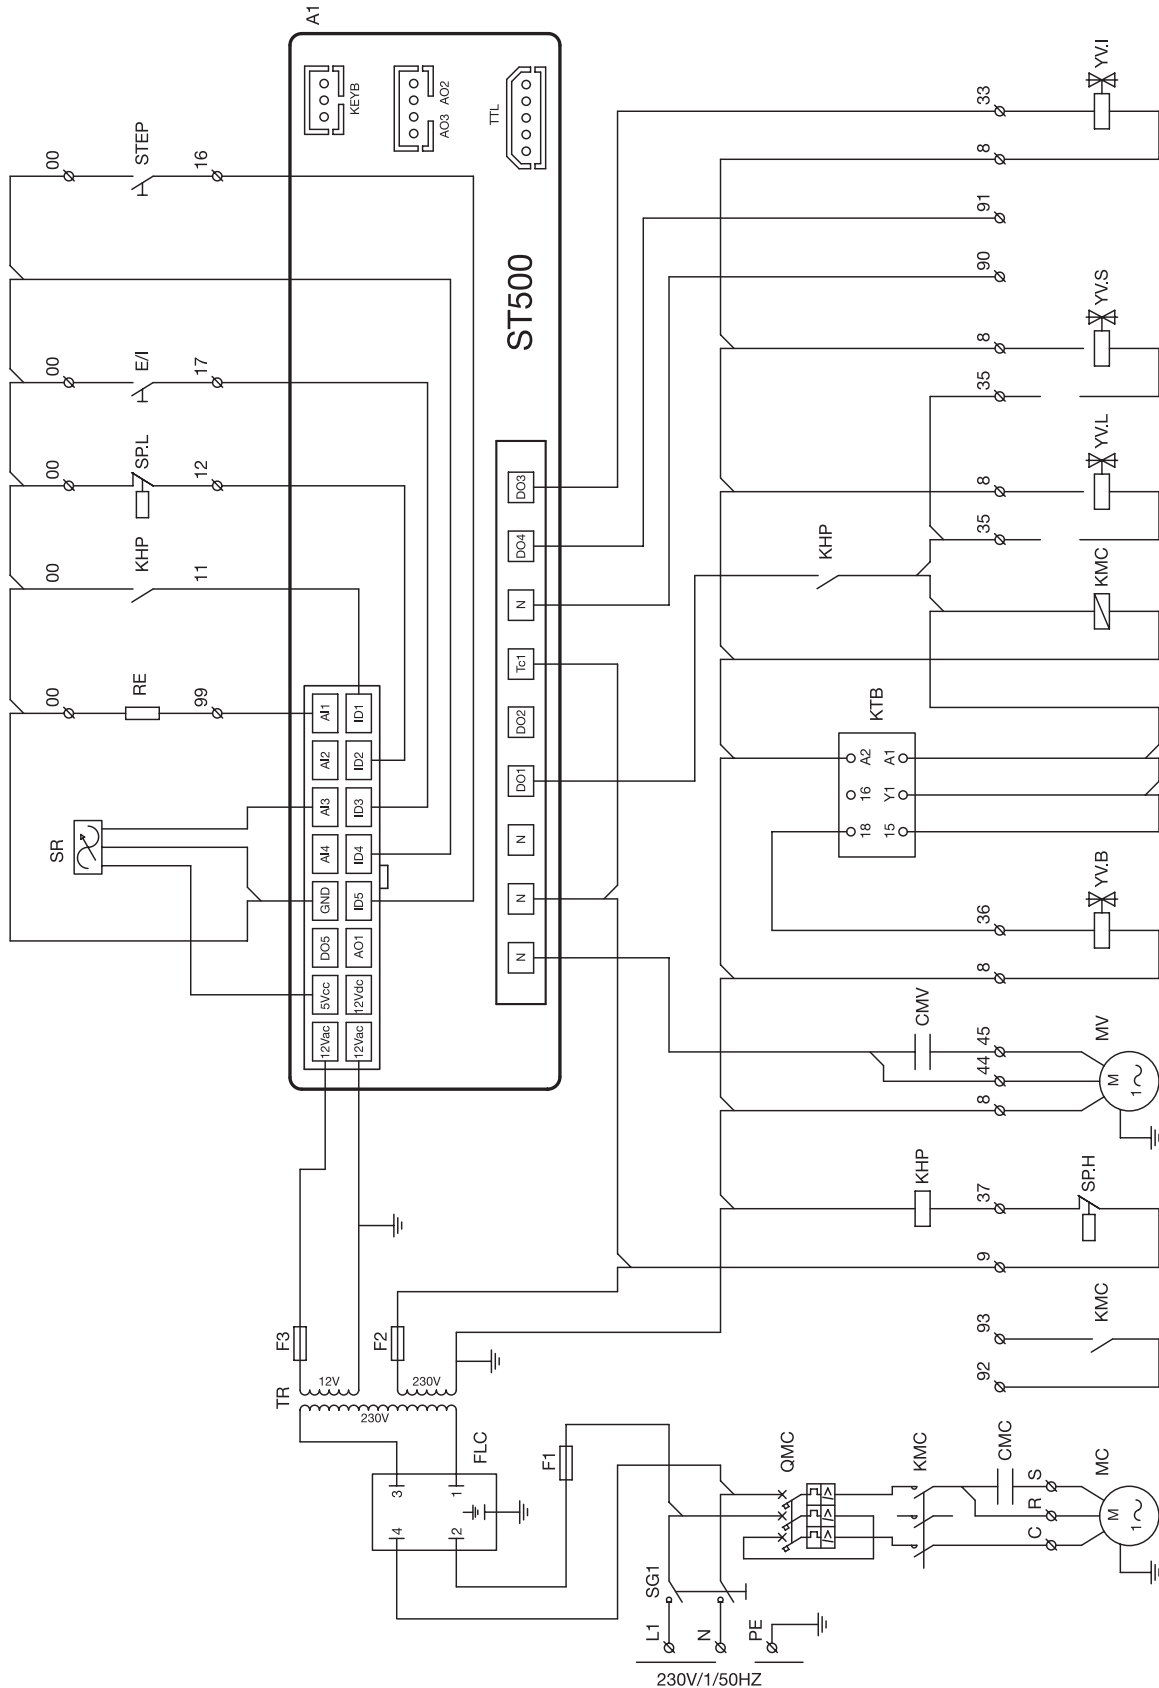 A1
KEYB
AO3 AO2
TTL
ST500
00 STEP 16
00 E/I 17
00 SP.L 12
00 KHP 11
00 RE 99
SR
AI1 AI2 AI3 AI4 GND DO5 5Vcc 12Vac
ID1 ID2 ID3 ID4 ID5 AO1 12Vdc 12Vac
DO3 DO4 N Tc1 DO2 DO1 N N N
33 YV.I
8
91
90
8 YV.S
35
8 YV.L
35
KHP
KMC
KTB
A2 A1
16 Y1
18 15
36 YV.B
8
CMV 45
44
8
MV
M
1
KHP 37 SP.H
9
93 KMC
92
TR F3
12V
F2
230V
230V
FLC
3 4
1 2
F1
QMC
KMC
CMC
S
R
C
MC
M
1
SG1
L1
N
PE
230V/1/50HZ